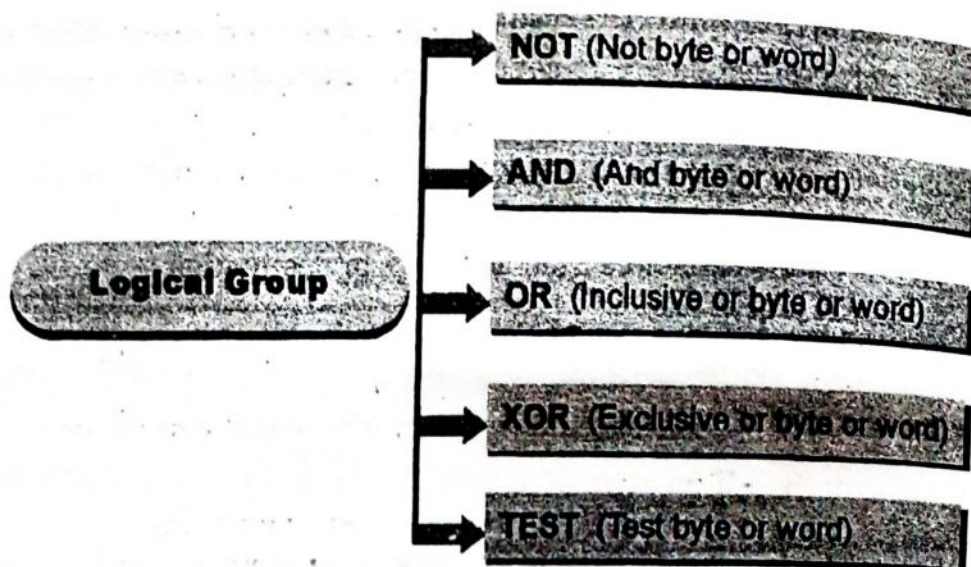 Logical Group
NOT (Not byte or word)
AND (And byte or word)
OR (Inclusive or byte or word)
XOR (Exclusive or byte or word)
TEST (Test byte or word)